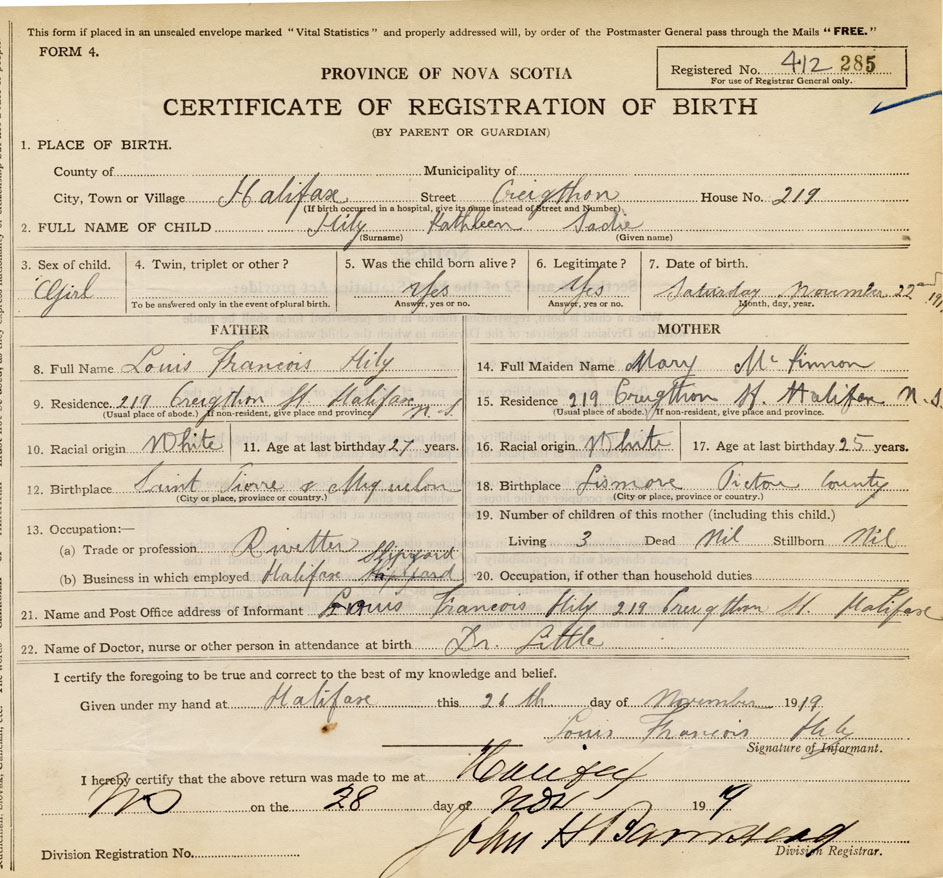 This form if placed in an unsealed envelope marked "Vital Statistics" and properly addressed will, by order of the Postmaster General pass through the Mails "FREE."
FORM 4.
PROVINCE OF NOVA SCOTIA
Registered No. 412 285
For use of Registrar General only.
CERTIFICATE OF REGISTRATION OF BIRTH
(BY PARENT OR GUARDIAN)
1. PLACE OF BIRTH.
County of Municipality of
City, Town or Village Halifax Street Creigthon House No. 219
(If birth occurred in a hospital, give its name instead of Street and Number)
2. FULL NAME OF CHILD Hily Kathleen Sadie
(Surname) (Given name)
3. Sex of child. 4. Twin, triplet or other? 5. Was the child born alive? 6. Legitimate? 7. Date of birth.
Girl Yes Yes Saturday November 22nd
To be answered only in the event of plural birth. Answer, yes or no. Answer, yes or no. Month, day, year.
FATHER MOTHER
8. Full Name Louis Francois Hily
14. Full Maiden Name Mary Mc Kinnon
9. Residence. 219 Creigthon St. Halifax N-S
(Usual place of abode.) If non-resident, give place and province
15. Residence 219 Creigthon St. Halifax N.S
(Usual place of abode.) If non-resident, give place and province.
10. Racial origin White 11. Age at last birthday 27 years.
16. Racial origin White 17. Age at last birthday 25 years.
12. Birthplace Saint Pierre & Miquelon
(City or place, province or country.)
18. Birthplace Lismore Pictou County
(City or place, province or country.)
13. Occupation:—
(a) Trade or profession Rivetter
(b) Business in which employed Halifax Shipyard
19. Number of children of this mother (including this child.)
Living 3 Dead Nil Stillborn Nil
20. Occupation, if other than household duties
21. Name and Post Office address of Informant Louis Francois Hily 219 Creigthon St. Halifax
22. Name of Doctor, nurse or other person in attendance at birth Dr. Little
I certify the foregoing to be true and correct to the best of my knowledge and belief.
Given under my hand at Halifax this 26th day of November 1919
Louis Francois Hily
Signature of Informant.
I hereby certify that the above return was made to me at Halifax
NS on the 28 day of Nov 19 19
John H Barnstead
Division Registration No. Division Registrar.